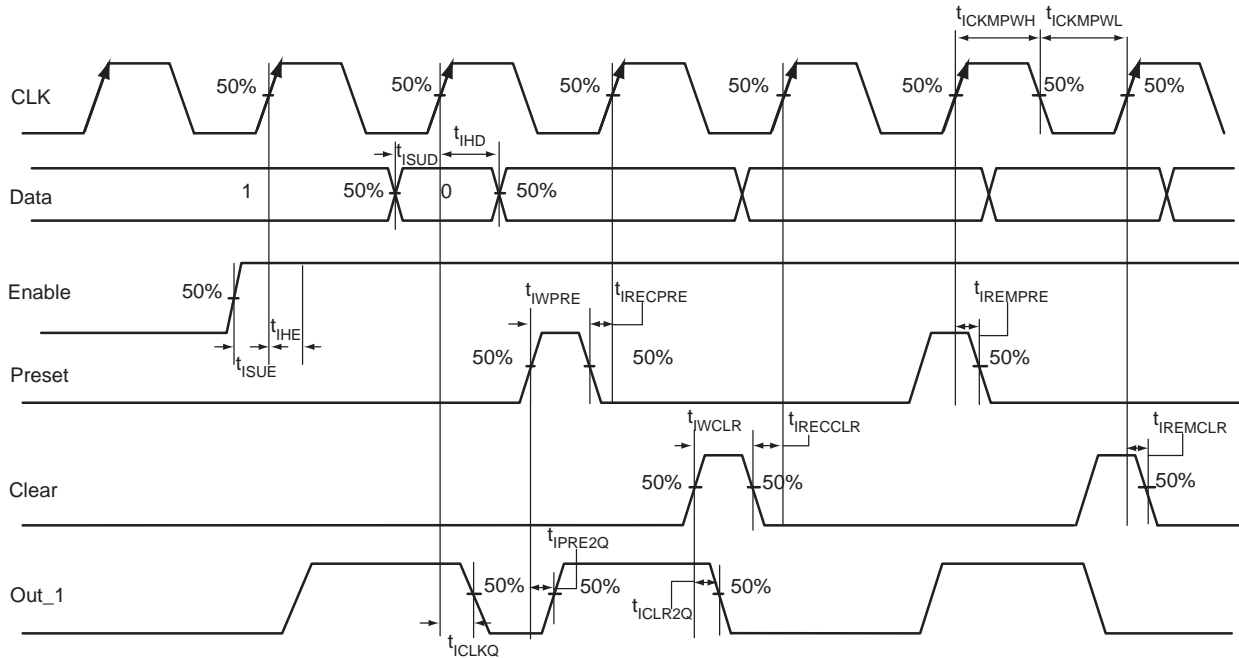 tICKMPWH tICKMPWL
CLK 50% 50% 50% 50% 50% 50% 50%
tISUD tIHD
Data 1 50% 0 50%
Enable 50% tIWPRE tIRECPRE tIREMPRE
tIHE
tISUE
Preset 50% 50% 50%
tIWCLR tIRECCLR tIREMCLR
Clear 50% 50% 50%
tIPRE2Q
Out_1 50% 50% tICLR2Q 50%
tICLKQ